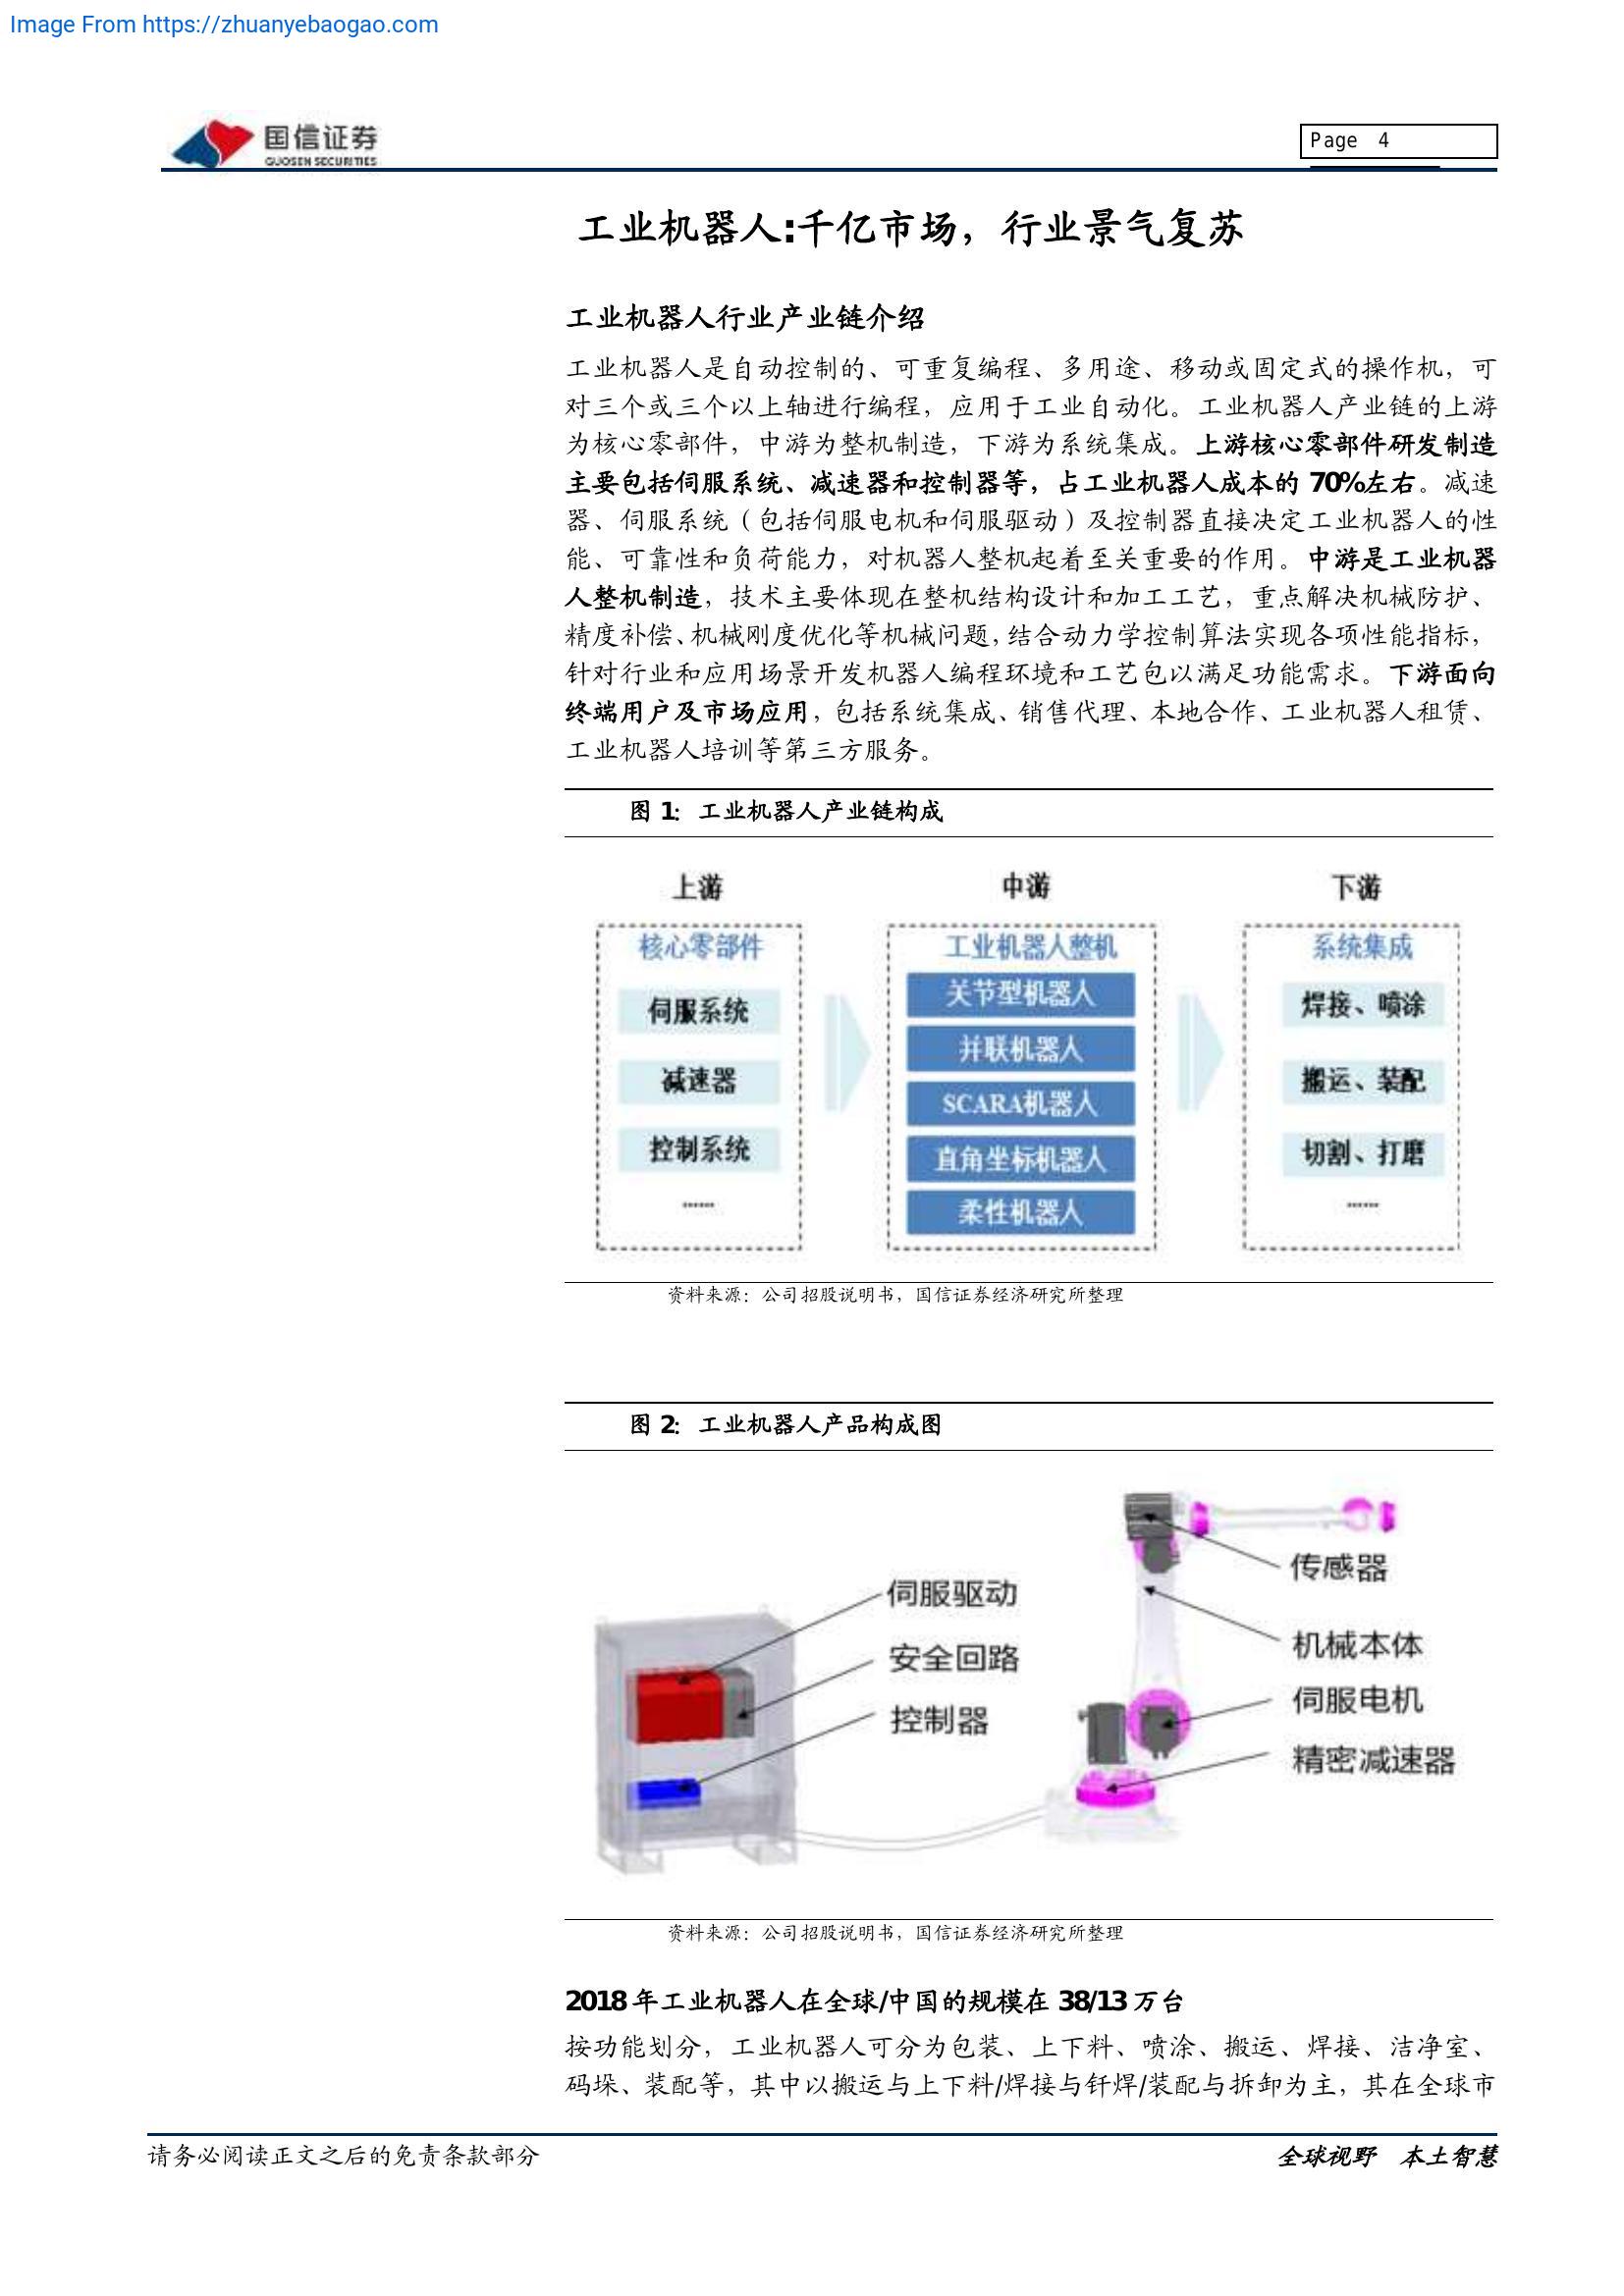 Image From https://zhuanyebaogao.com
国信证券
GUOSEN SECURITIES
Page 4
工业机器人:千亿市场，行业景气复苏
工业机器人行业产业链介绍
工业机器人是自动控制的、可重复编程、多用途、移动或固定式的操作机，可
对三个或三个以上轴进行编程，应用于工业自动化。工业机器人产业链的上游
为核心零部件，中游为整机制造，下游为系统集成。上游核心零部件研发制造
主要包括伺服系统、减速器和控制器等，占工业机器人成本的 70%左右。减速
器、伺服系统（包括伺服电机和伺服驱动）及控制器直接决定工业机器人的性
能、可靠性和负荷能力，对机器人整机起着至关重要的作用。中游是工业机器
人整机制造，技术主要体现在整机结构设计和加工工艺，重点解决机械防护、
精度补偿、机械刚度优化等机械问题，结合动力学控制算法实现各项性能指标，
针对行业和应用场景开发机器人编程环境和工艺包以满足功能需求。下游面向
终端用户及市场应用，包括系统集成、销售代理、本地合作、工业机器人租赁、
工业机器人培训等第三方服务。
图 1：工业机器人产业链构成
上游
中游
下游
核心零部件
工业机器人整机
系统集成
伺服系统
减速器
控制系统
……
关节型机器人
并联机器人
SCARA机器人
直角坐标机器人
柔性机器人
焊接、喷涂
搬运、装配
切割、打磨
……
资料来源：公司招股说明书，国信证券经济研究所整理
图 2：工业机器人产品构成图
伺服驱动
安全回路
控制器
传感器
机械本体
伺服电机
精密减速器
资料来源：公司招股说明书，国信证券经济研究所整理
2018 年工业机器人在全球/中国的规模在 38/13 万台
按功能划分，工业机器人可分为包装、上下料、喷涂、搬运、焊接、洁净室、
码垛、装配等，其中以搬运与上下料/焊接与钎焊/装配与拆卸为主，其在全球市
请务必阅读正文之后的免责条款部分
全球视野 本土智慧